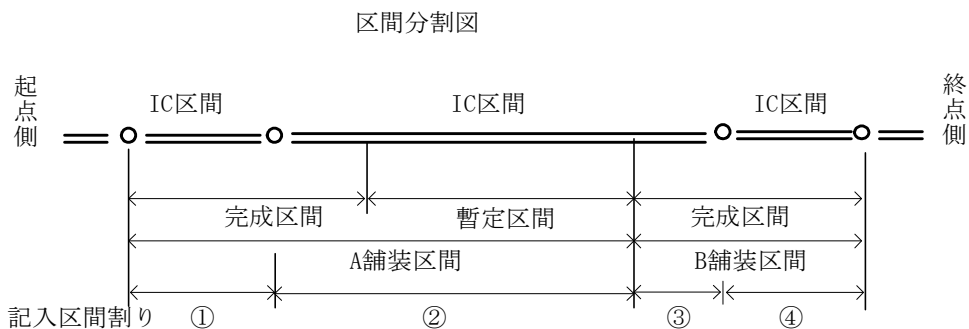 区間分割図
起点側
終点側
IC区間 IC区間 IC区間
完成区間 暫定区間 完成区間
A舗装区間 B舗装区間
記入区間割り ① ② ③ ④